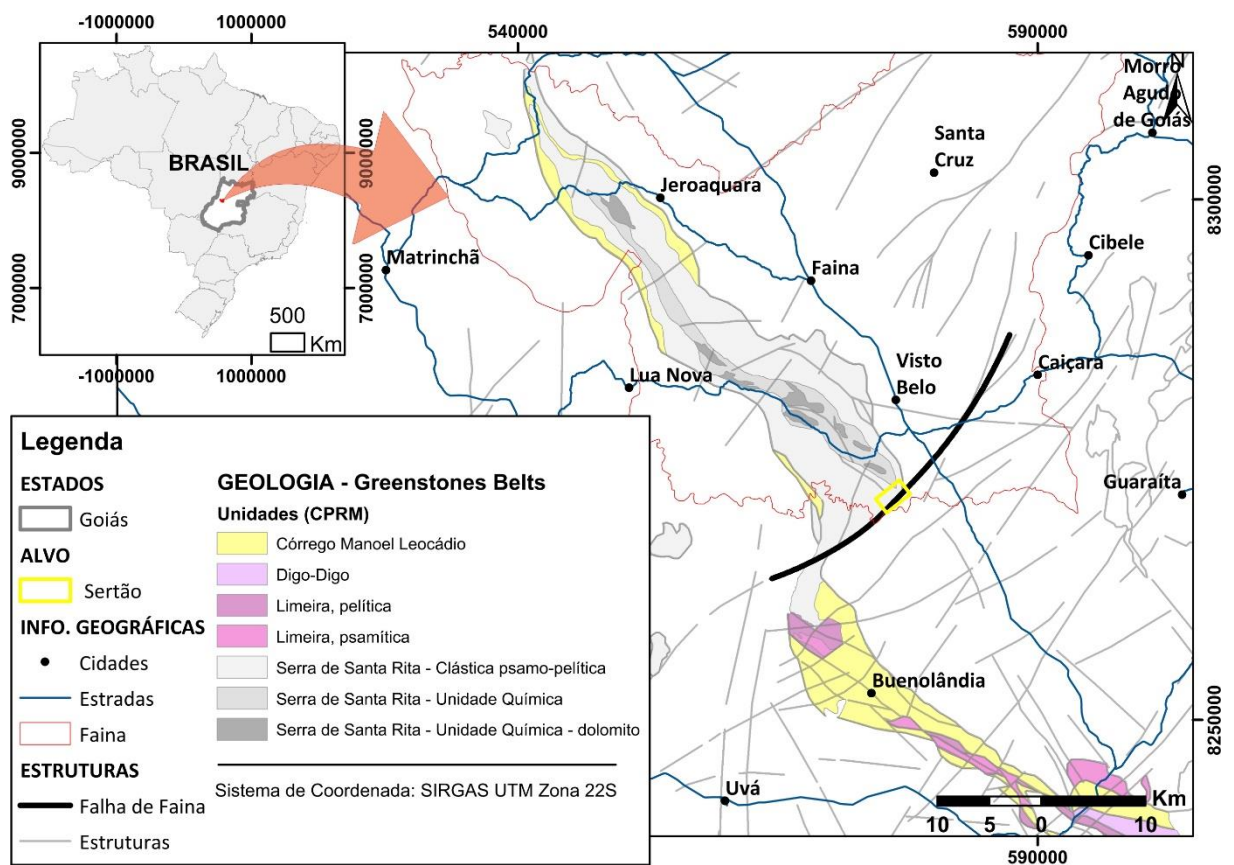 -1000000
1000000
540000
590000
9000000
7000000
9000000
7000000
BRASIL
500
Km
-1000000
1000000
N
Morro
Agudo
de Goiás
Santa
Cruz
Jeroaquara
8300000
Matrinchã
Faina
Cibele
Visto
Belo
Caiçara
Lua Nova
Guaraíta
Buenolândia
8250000
Uvá
Km
10
5
0
10
590000
Legenda
ESTADOS
Goiás
ALVO
Sertão
INFO. GEOGRÁFICAS
Cidades
Estradas
Faina
ESTRUTURAS
Falha de Faina
Estruturas
GEOLOGIA - Greenstones Belts
Unidades (CPRM)
Córrego Manoel Leocádio
Digo-Digo
Limeira, pelítica
Limeira, psamítica
Serra de Santa Rita - Clástica psamo-pelítica
Serra de Santa Rita - Unidade Química
Serra de Santa Rita - Unidade Química - dolomito
Sistema de Coordenada: SIRGAS UTM Zona 22S